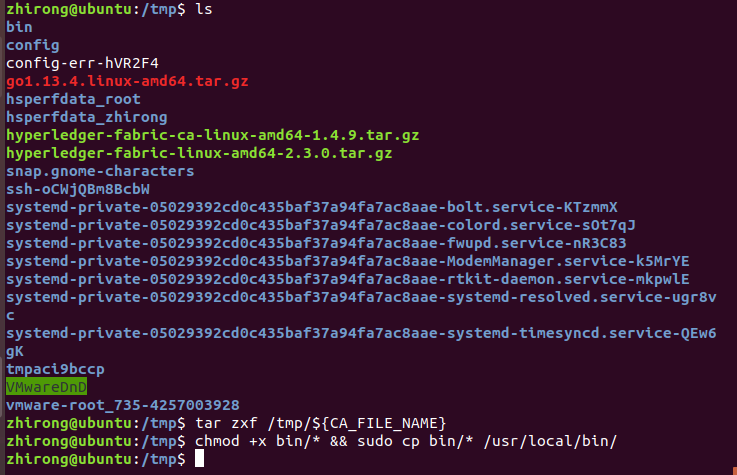 zhirong@ubuntu:/tmp$ ls
bin
config
config-err-hVR2F4
go1.13.4.linux-amd64.tar.gz
hsperfdata_root
hsperfdata_zhirong
hyperledger-fabric-ca-linux-amd64-1.4.9.tar.gz
hyperledger-fabric-linux-amd64-2.3.0.tar.gz
snap.gnome-characters
ssh-oCWjQBm8BcbW
systemd-private-05029392cd0c435baf37a94fa7ac8aae-bolt.service-KTzmmX
systemd-private-05029392cd0c435baf37a94fa7ac8aae-colord.service-sOt7qJ
systemd-private-05029392cd0c435baf37a94fa7ac8aae-fwupd.service-nR3C83
systemd-private-05029392cd0c435baf37a94fa7ac8aae-ModemManager.service-k5MrYE
systemd-private-05029392cd0c435baf37a94fa7ac8aae-rtkit-daemon.service-mkpwlE
systemd-private-05029392cd0c435baf37a94fa7ac8aae-systemd-resolved.service-ugr8v
c
systemd-private-05029392cd0c435baf37a94fa7ac8aae-systemd-timesyncd.service-QEw6
gK
tmpaci9bccp
VMwareDnD
vmware-root_735-4257003928
zhirong@ubuntu:/tmp$ tar zxf /tmp/${CA_FILE_NAME}
zhirong@ubuntu:/tmp$ chmod +x bin/* && sudo cp bin/* /usr/local/bin/
zhirong@ubuntu:/tmp$